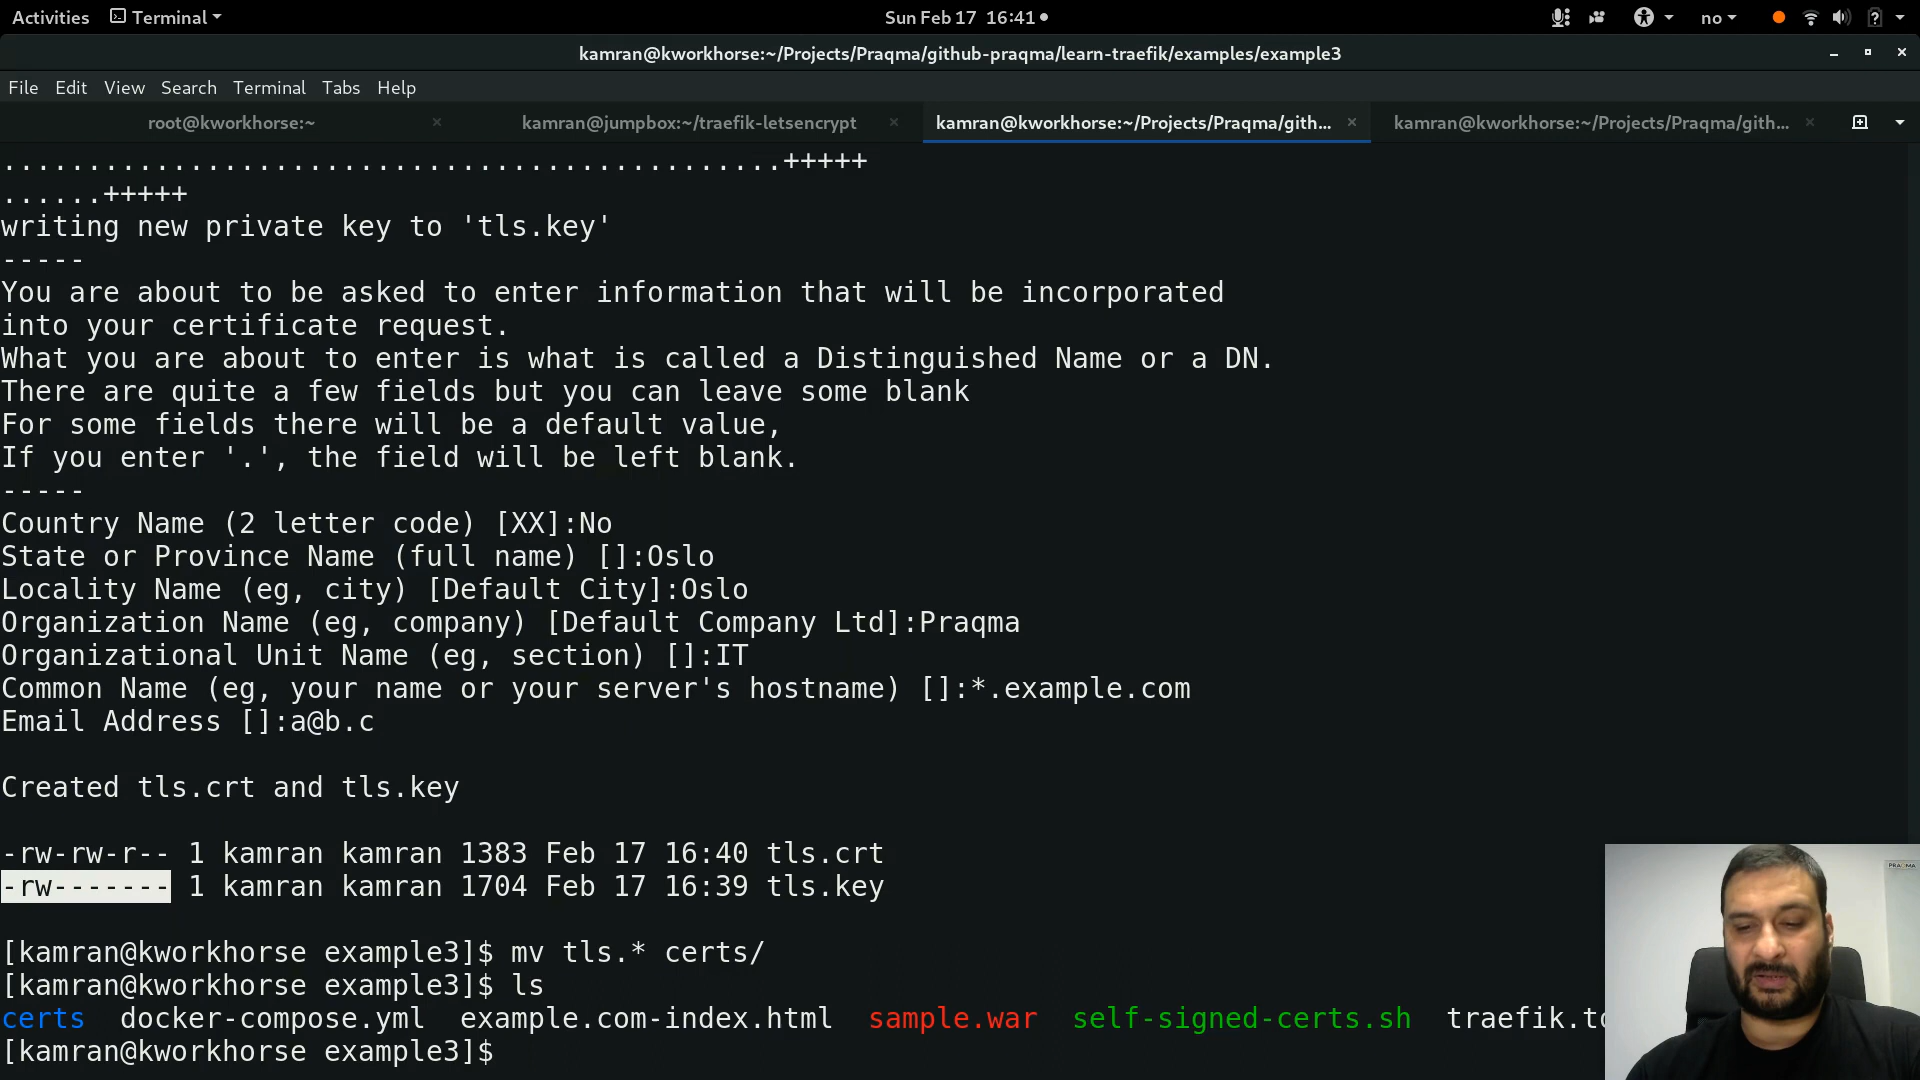 Activities Terminal Sun Feb 17 16:41 no
kamran@kworkhorse:~/Projects/Praqma/github-praqma/learn-traefik/examples/example3
File Edit View Search Terminal Tabs Help
root@kworkhorse:~ kamran@jumpbox:~/traefik-letsencrypt kamran@kworkhorse:~/Projects/Praqma/gith... kamran@kworkhorse:~/Projects/Praqma/gith...
..............................................+++++
......+++++
writing new private key to 'tls.key'
-----
You are about to be asked to enter information that will be incorporated
into your certificate request.
What you are about to enter is what is called a Distinguished Name or a DN.
There are quite a few fields but you can leave some blank
For some fields there will be a default value,
If you enter '.', the field will be left blank.
-----
Country Name (2 letter code) [XX]:No
State or Province Name (full name) []:Oslo
Locality Name (eg, city) [Default City]:Oslo
Organization Name (eg, company) [Default Company Ltd]:Praqma
Organizational Unit Name (eg, section) []:IT
Common Name (eg, your name or your server's hostname) []:*.example.com
Email Address []:a@b.c
Created tls.crt and tls.key
-rw-rw-r-- 1 kamran kamran 1383 Feb 17 16:40 tls.crt
-rw------- 1 kamran kamran 1704 Feb 17 16:39 tls.key
[kamran@kworkhorse example3]$ mv tls.* certs/
[kamran@kworkhorse example3]$ ls
certs docker-compose.yml example.com-index.html sample.war self-signed-certs.sh traefik.to
[kamran@kworkhorse example3]$
PRAQMA